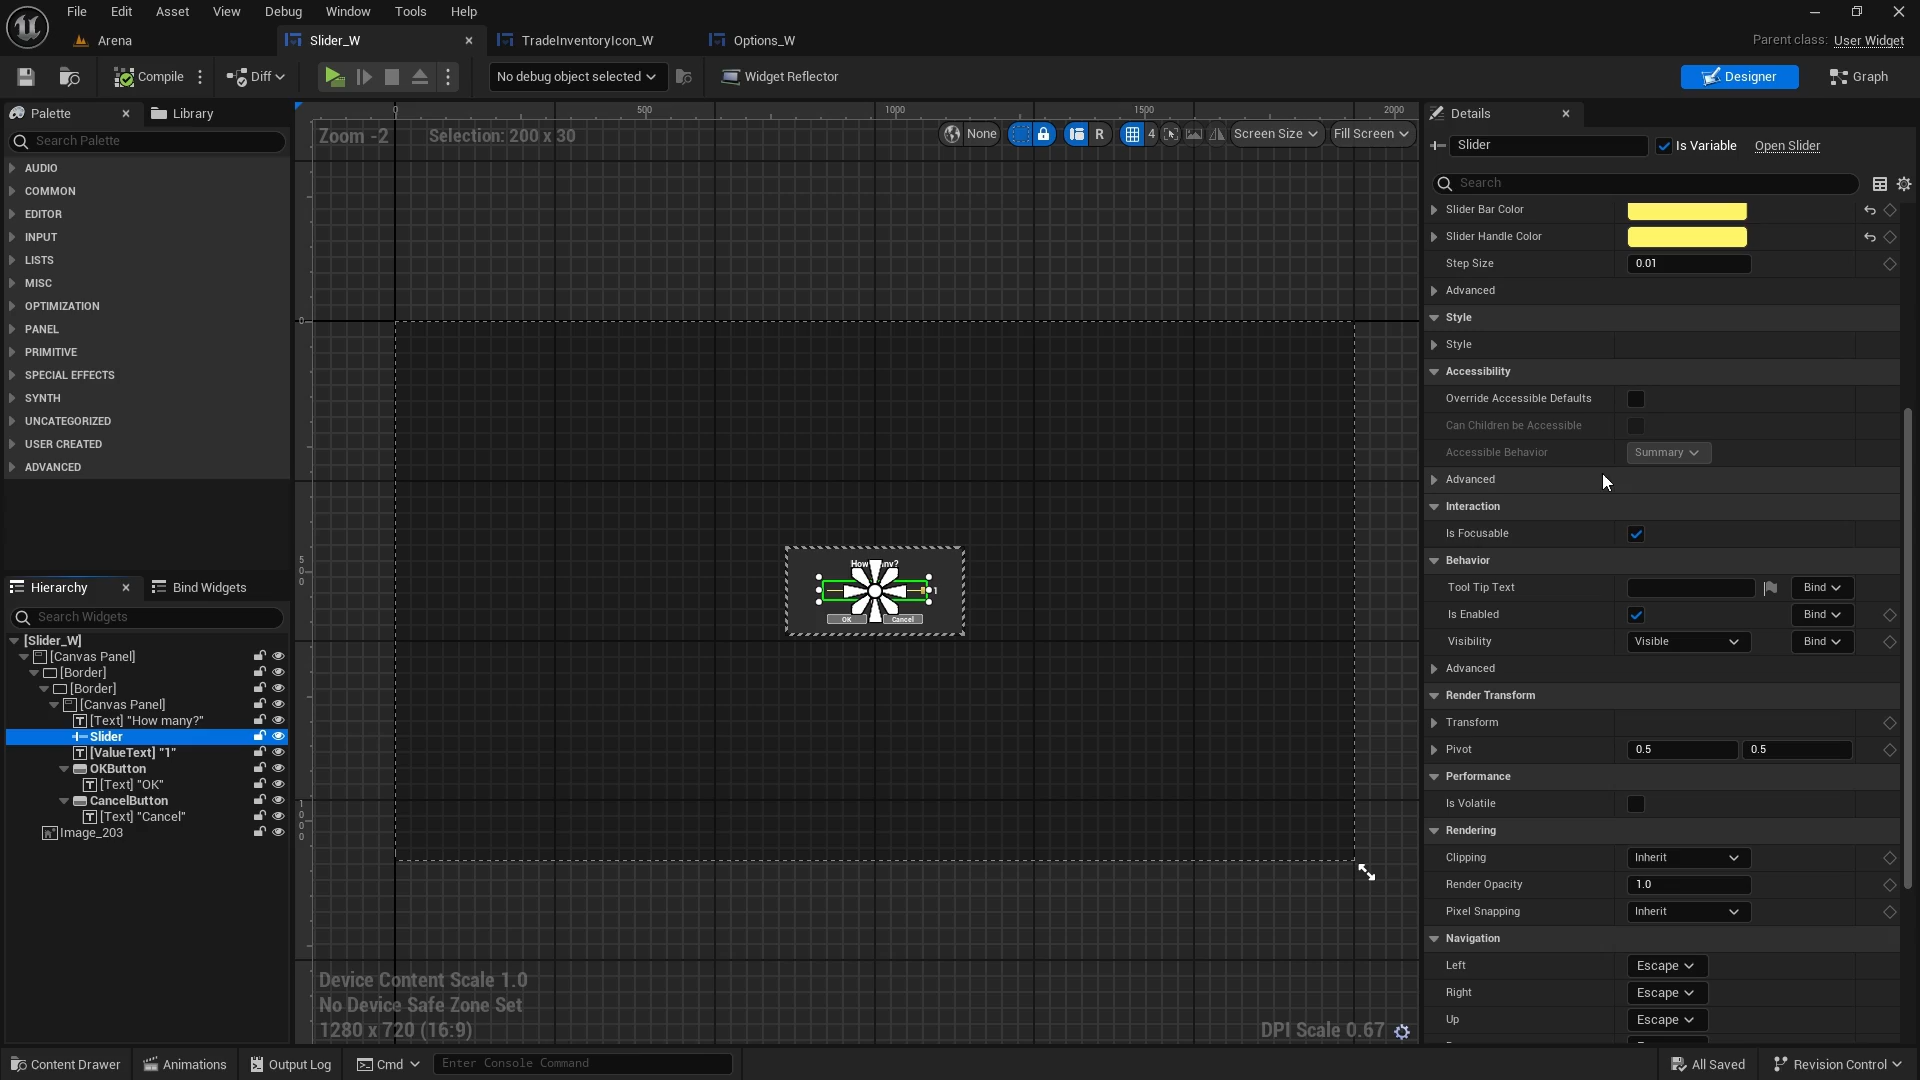 File Edit Asset View Debug Window Tools Help
Arena Slider_W TradeInventoryIcon_W Options_W
Parent class: User Widget
Compile Diff No debug object selected Widget Reflector Designer Graph
Palette Library
Search Palette
AUDIO
COMMON
EDITOR
INPUT
LISTS
MISC
OPTIMIZATION
PANEL
PRIMITIVE
SPECIAL EFFECTS
SYNTH
UNCATEGORIZED
USER CREATED
ADVANCED
Hierarchy Bind Widgets
Search Widgets
[Slider_W]
[Canvas Panel]
[Border]
[Border]
[Canvas Panel]
[Text] "How many?"
Slider
[ValueText] "1"
OKButton
[Text] "OK"
CancelButton
[Text] "Cancel"
Image_203
0 500 1000 1500 2000
Zoom -2 Selection: 200 x 30
None R 4 Screen Size Fill Screen
0
500
1000
1
OK Cancel
Device Content Scale 1.0
No Device Safe Zone Set
1280 x 720 (16:9)
DPI Scale 0.67
Details
Slider Is Variable Open Slider
Search
Slider Bar Color
Slider Handle Color
Step Size 0.01
Advanced
Style
Style
Accessibility
Override Accessible Defaults
Can Children be Accessible
Accessible Behavior Summary
Advanced
Interaction
Is Focusable
Behavior
Tool Tip Text Bind
Is Enabled Bind
Visibility Visible Bind
Advanced
Render Transform
Transform
Pivot 0.5 0.5
Performance
Is Volatile
Rendering
Clipping Inherit
Render Opacity 1.0
Pixel Snapping Inherit
Navigation
Left Escape
Right Escape
Up Escape
Content Drawer Animations Output Log Cmd Enter Console Command All Saved Revision Control